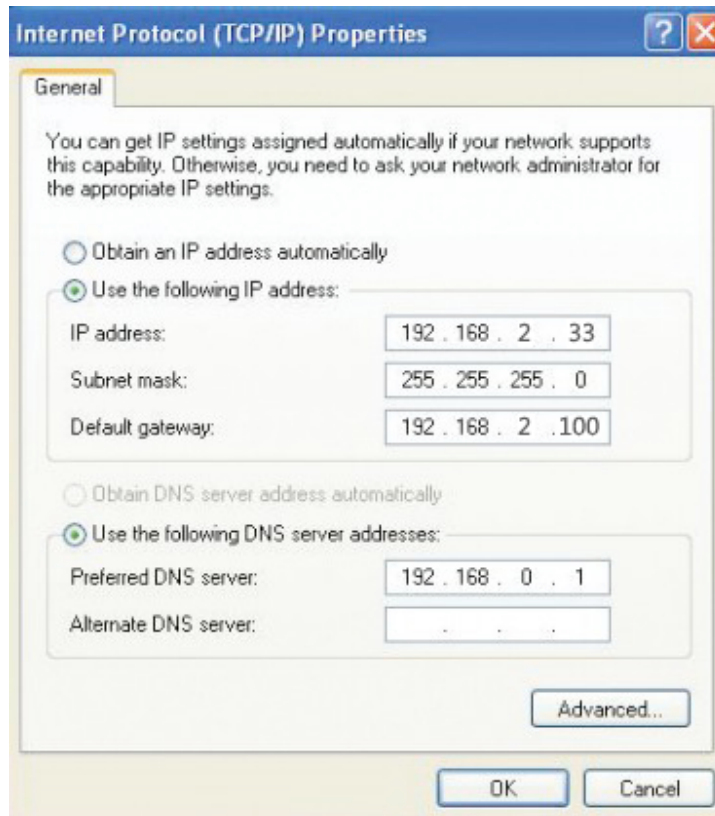 Internet Protocol (TCP/IP) Properties
General
You can get IP settings assigned automatically if your network supports
this capability. Otherwise, you need to ask your network administrator for
the appropriate IP settings.
Obtain an IP address automatically
Use the following IP address:
IP address: 192 . 168 . 2 . 33
Subnet mask: 255 . 255 . 255 . 0
Default gateway: 192 . 168 . 2 .100
Obtain DNS server address automatically
Use the following DNS server addresses:
Preferred DNS server: 192 . 168 . 0 . 1
Alternate DNS server: . . .
Advanced...
OK Cancel